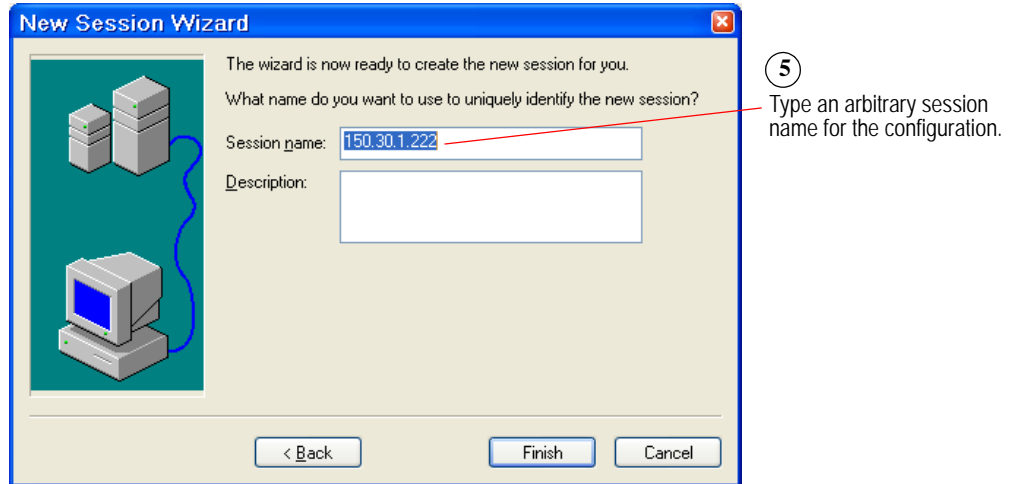 New Session Wizard
The wizard is now ready to create the new session for you.
What name do you want to use to uniquely identify the new session?
Session name: 150.30.1.222
Description:
< Back Finish Cancel
5
Type an arbitrary session
name for the configuration.